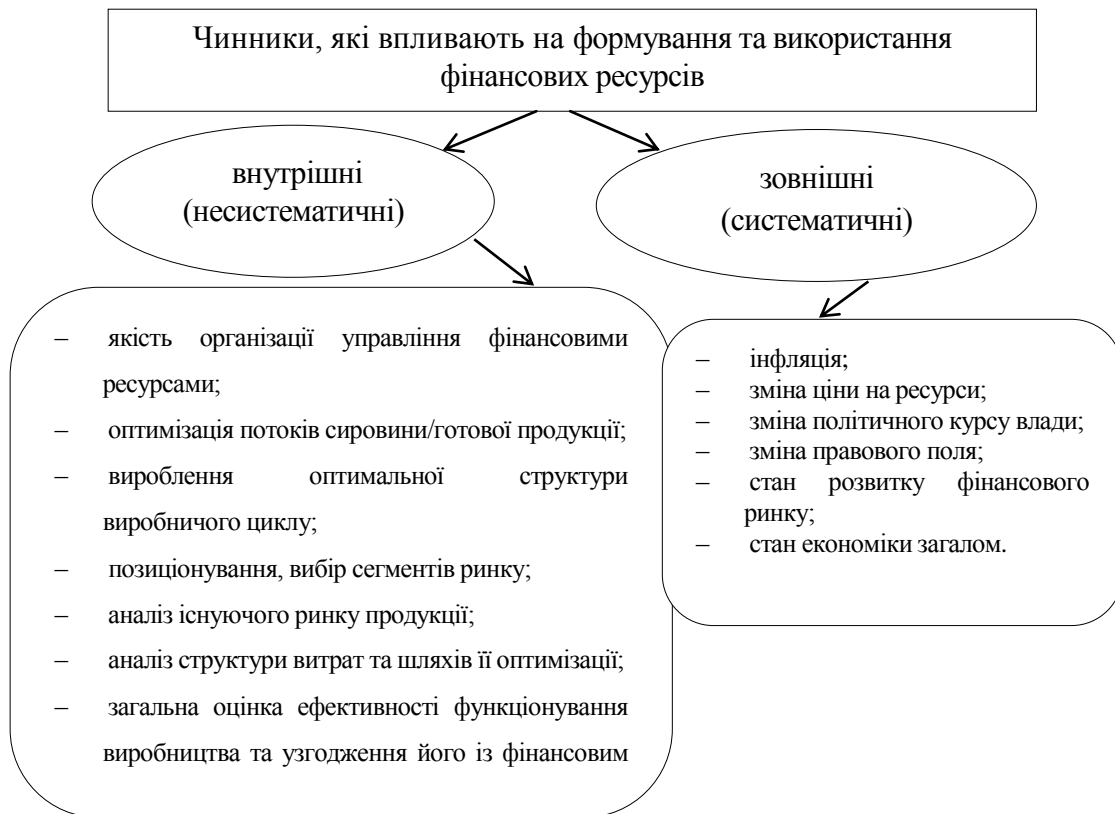 Чинники, які впливають на формування та використання
фінансових ресурсів
внутрішні
(несистематичні)
зовнішні
(систематичні)
– якість організації управління фінансовими
ресурсами;
– оптимізація потоків сировини/готової продукції;
– вироблення оптимальної структури
виробничого циклу;
– позиціонування, вибір сегментів ринку;
– аналіз існуючого ринку продукції;
– аналіз структури витрат та шляхів її оптимізації;
– загальна оцінка ефективності функціонування
виробництва та узгодження його із фінансовим
– інфляція;
– зміна ціни на ресурси;
– зміна політичного курсу влади;
– зміна правового поля;
– стан розвитку фінансового
ринку;
– стан економіки загалом.